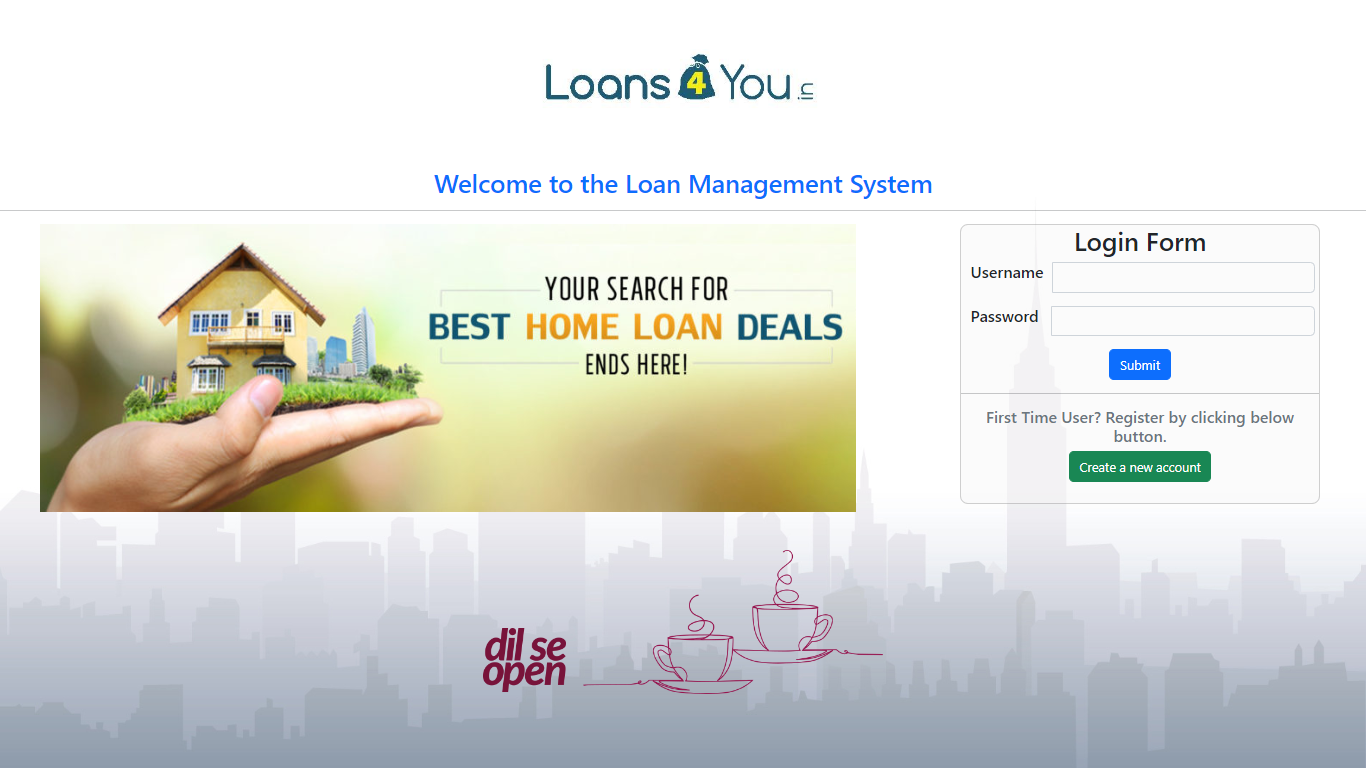 Loans 4 You .in
Welcome to the Loan Management System
YOUR SEARCH FOR
BEST HOME LOAN DEALS
ENDS HERE!
Login Form
Username
Password
Submit
First Time User? Register by clicking below
button.
Create a new account
dil se
open